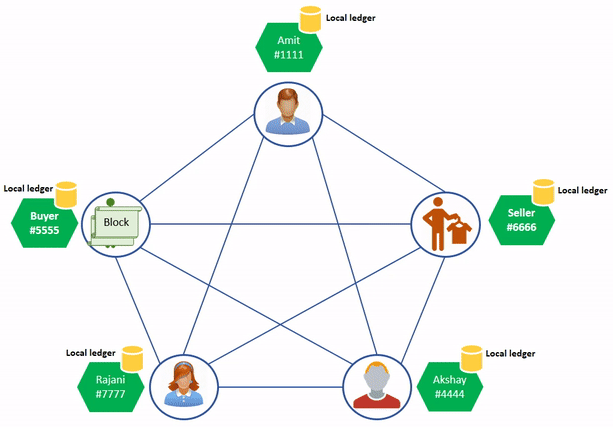 Local ledger
Amit
#1111
Local ledger
Buyer
#5555
Block
Local ledger
Seller
#6666
Local ledger
Rajani
#7777
Local ledger
Akshay
#4444